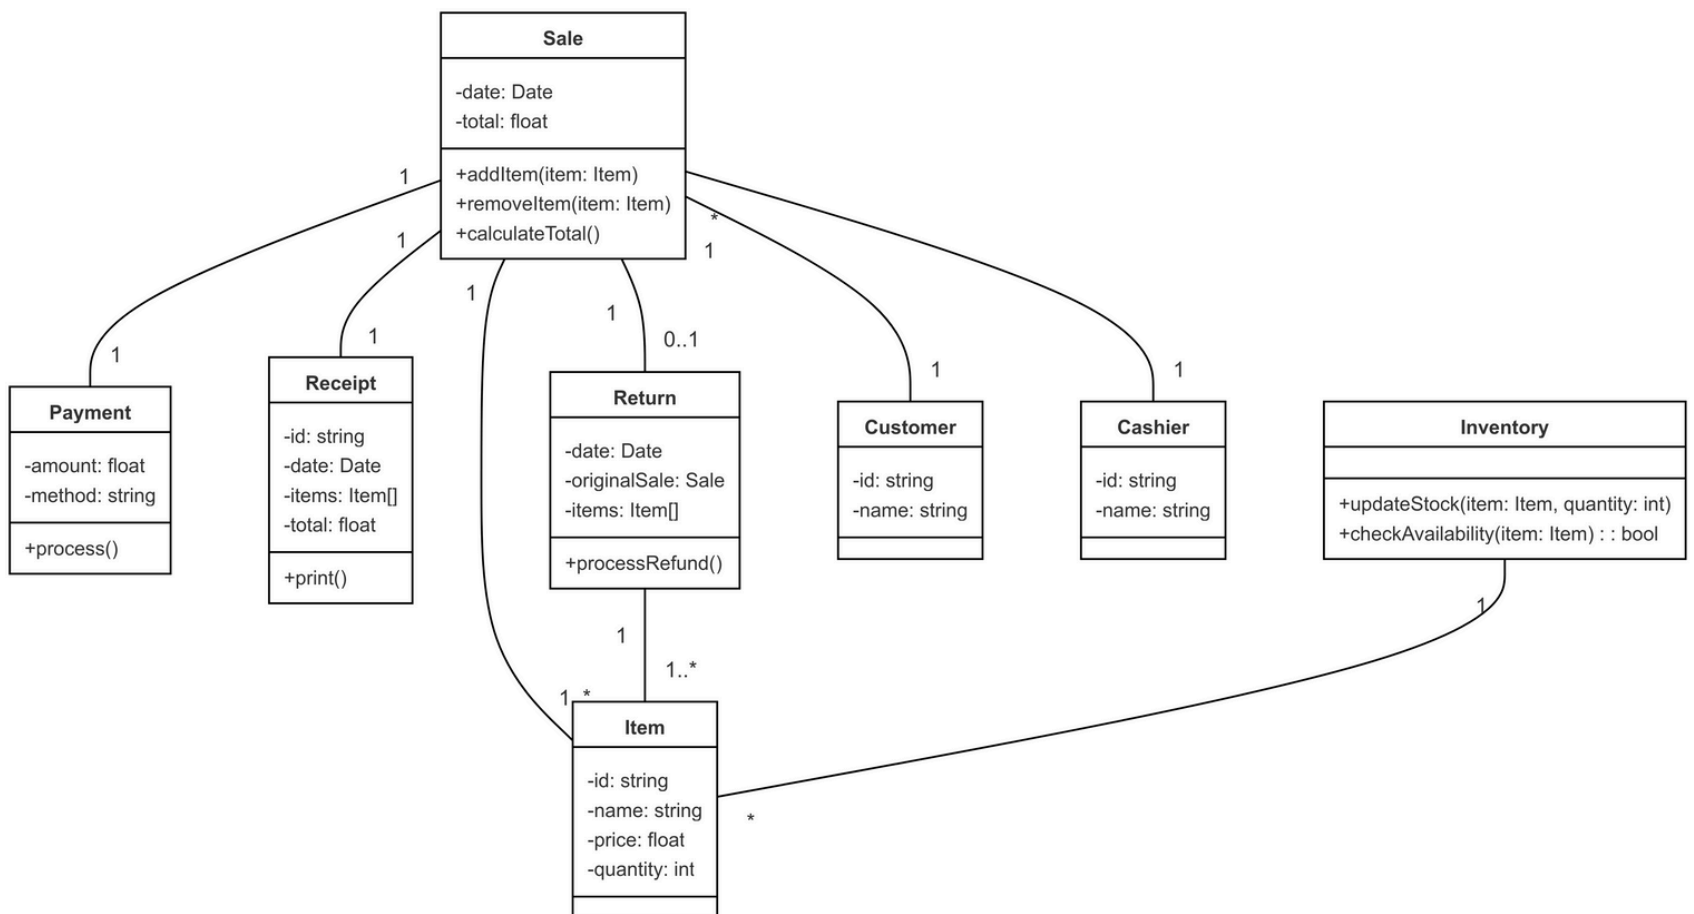 Sale
-date: Date
-total: float
+addItem(item: Item)
+removeItem(item: Item)
+calculateTotal()
1
1
1
1
*
1
1
1
0..1
1
1
Payment
-amount: float
-method: string
+process()
Receipt
-id: string
-date: Date
-items: Item[]
-total: float
+print()
Return
-date: Date
-originalSale: Sale
-items: Item[]
+processRefund()
Customer
-id: string
-name: string
Cashier
-id: string
-name: string
Inventory
+updateStock(item: Item, quantity: int)
+checkAvailability(item: Item) : : bool
1
1
1..*
1..*
Item
-id: string
-name: string
-price: float
-quantity: int
*